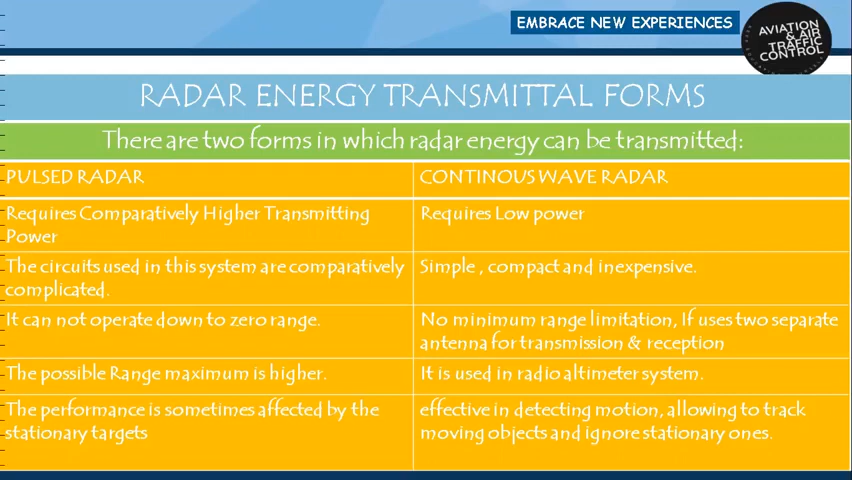 EMBRACE NEW EXPERIENCES
AVIATION
& AIR
TRAFFIC
CONTROL
RADAR ENERGY TRANSMITTAL FORMS
There are two forms in which radar energy can be transmitted:
PULSED RADAR
CONTINOUS WAVE RADAR
Requires Comparatively Higher Transmitting
Power
Requires Low power
The circuits used in this system are comparatively
complicated.
Simple , compact and inexpensive.
It can not operate down to zero range.
No minimum range limitation, If uses two separate
antenna for transmission & reception
The possible Range maximum is higher.
It is used in radio altimeter system.
The performance is sometimes affected by the
stationary targets
effective in detecting motion, allowing to track
moving objects and ignore stationary ones.